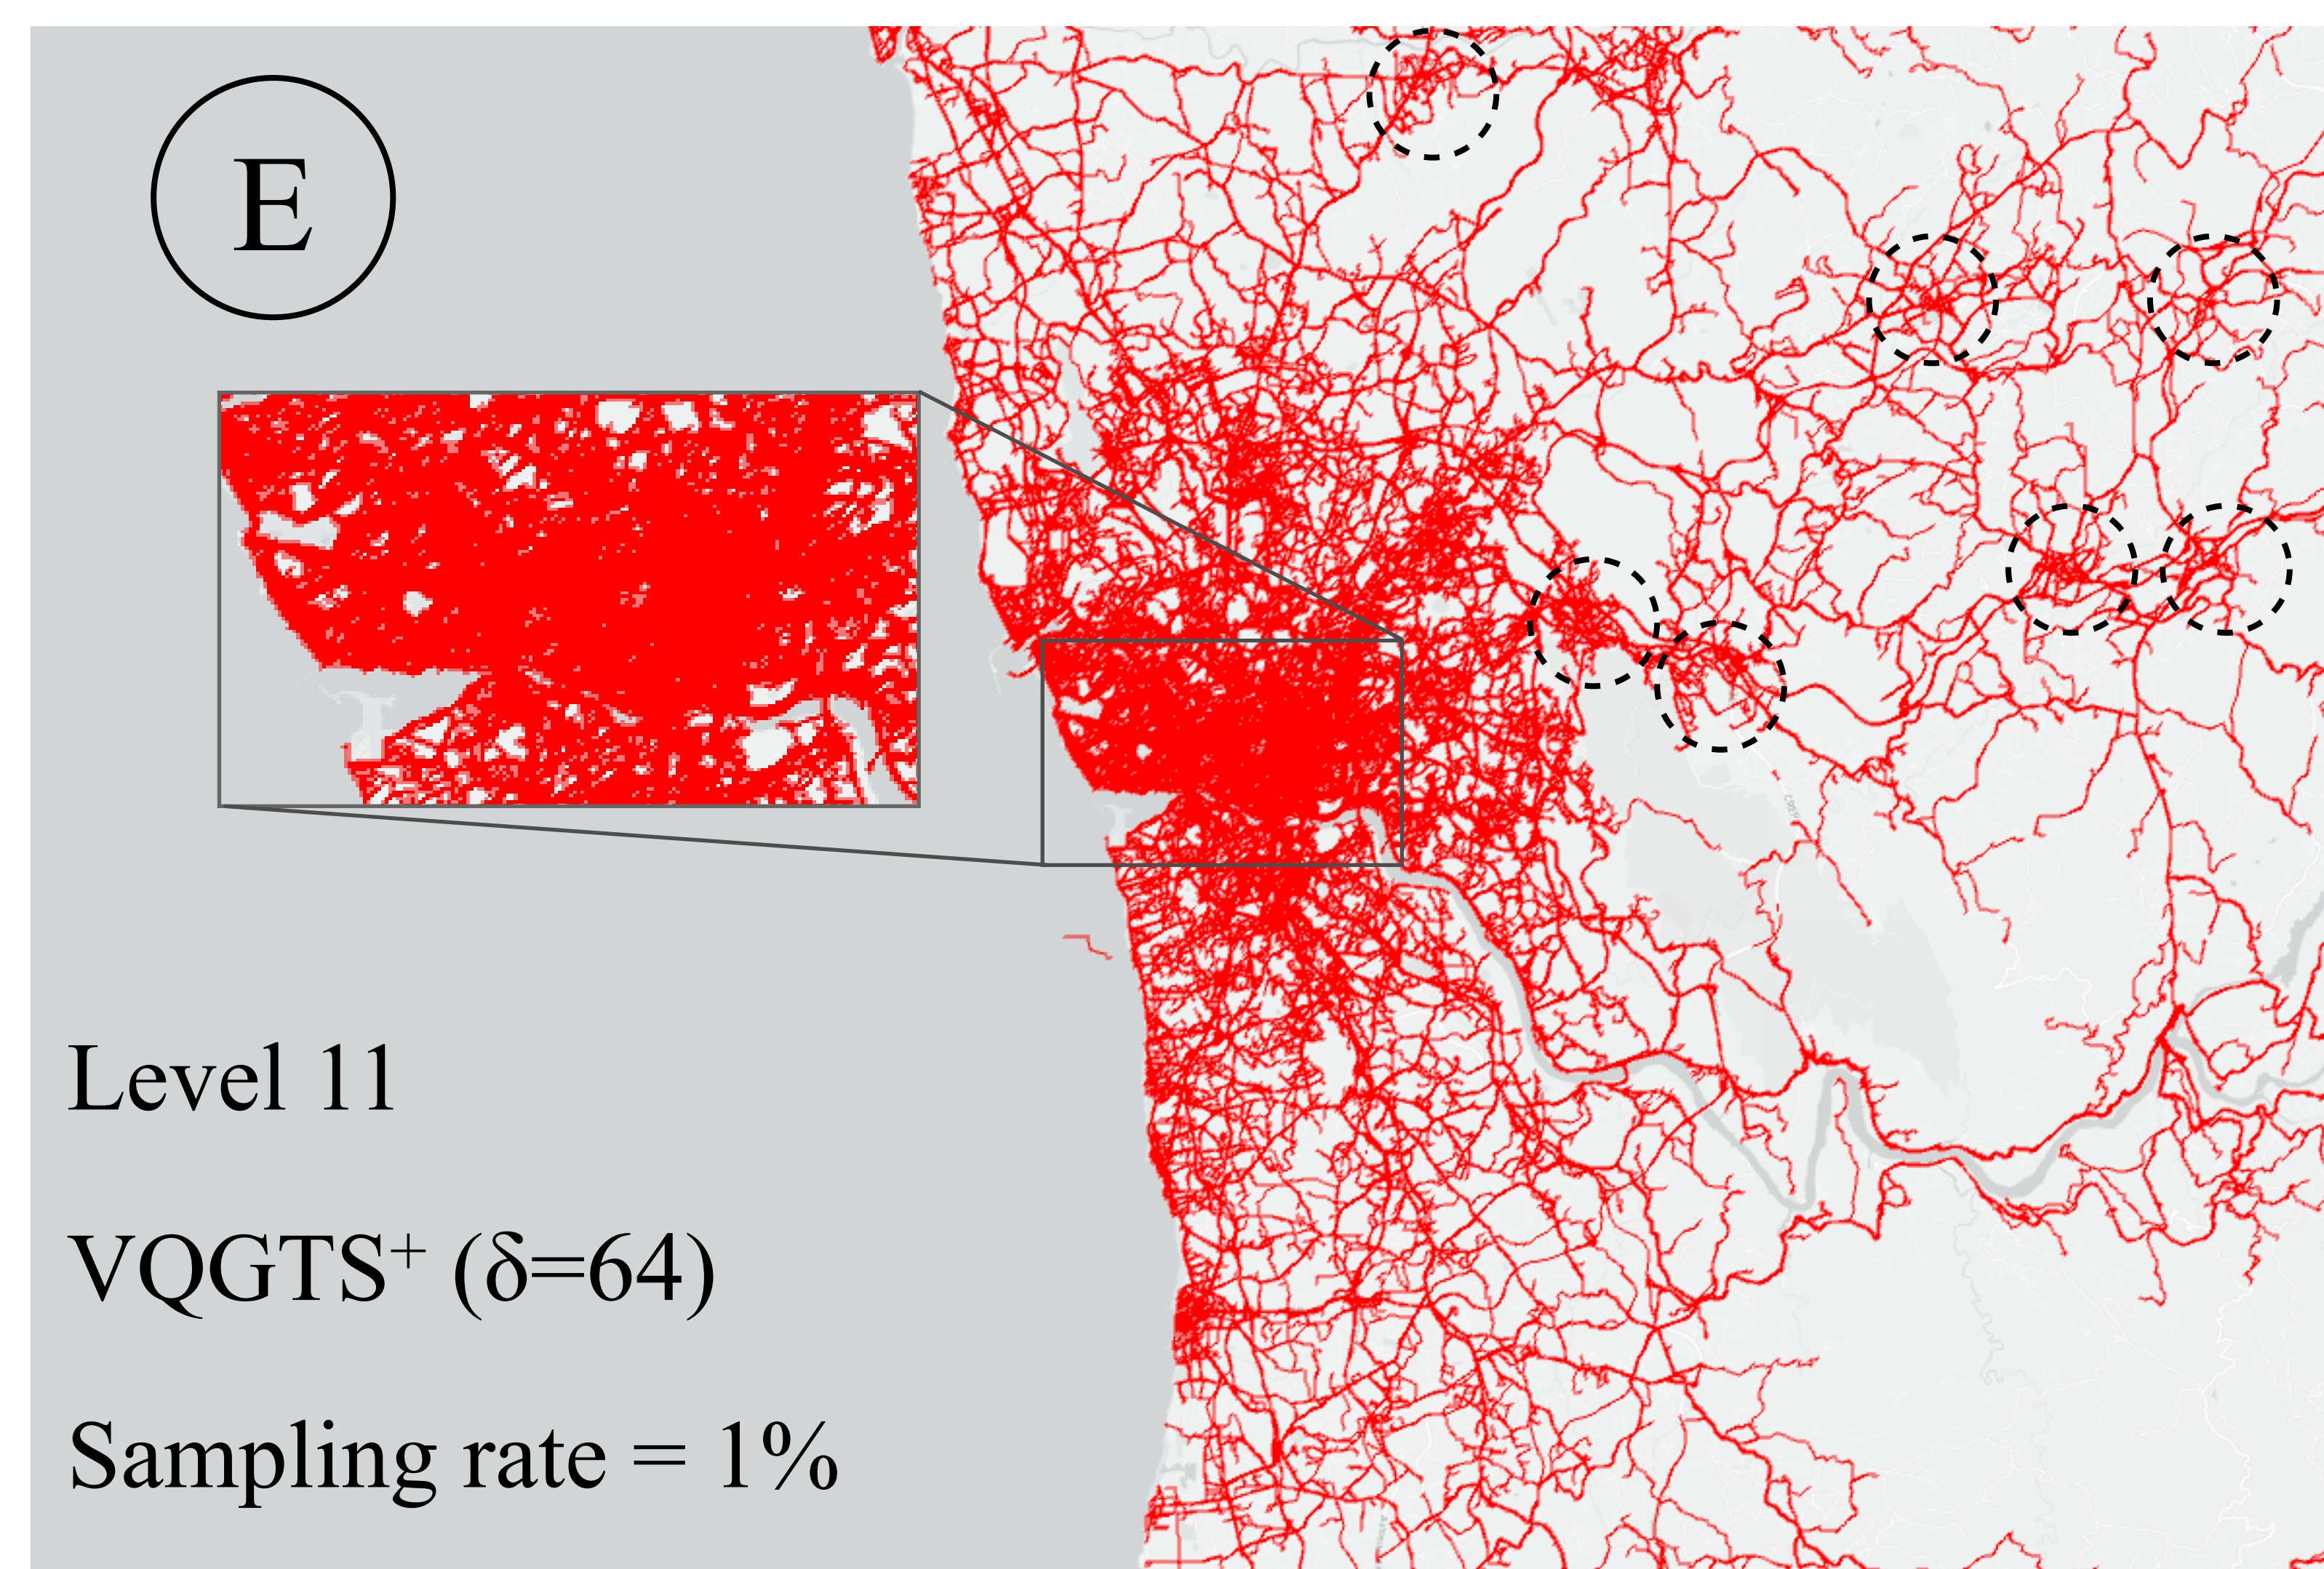 E
Level 11
VQGTS⁺ (δ=64)
Sampling rate = 1%